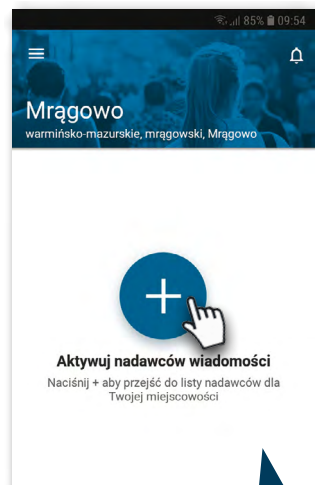 85% 09:54
Mrągowo
warmińsko-mazurskie, mrągowski, Mrągowo
Aktywuj nadawców wiadomości
Naciśnij + aby przejść do listy nadawców dla
Twojej miejscowości